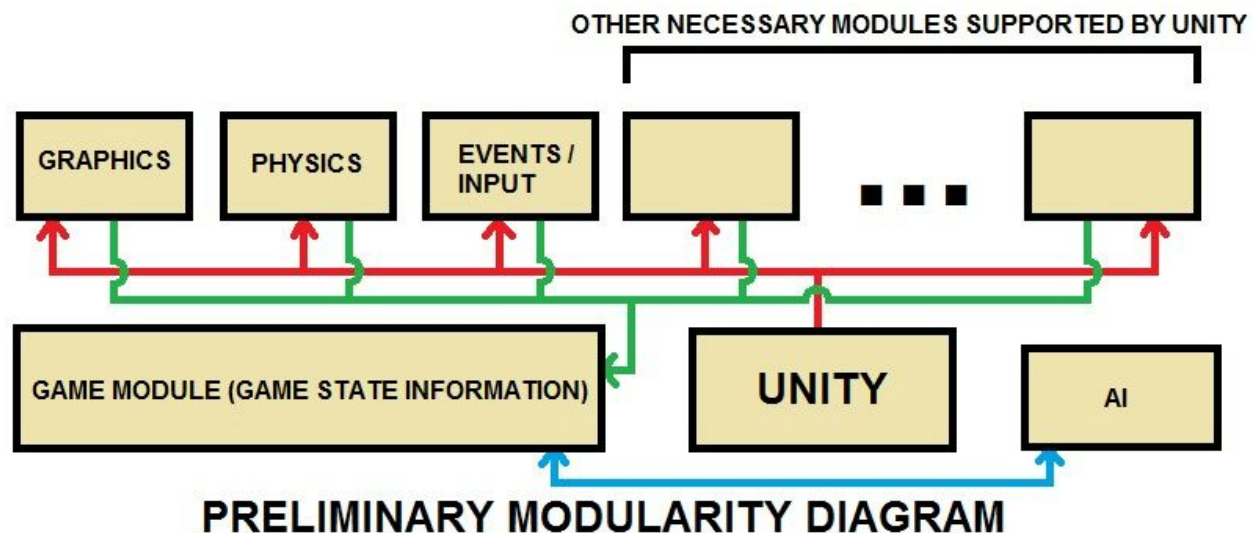 OTHER NECESSARY MODULES SUPPORTED BY UNITY
GRAPHICS
PHYSICS
EVENTS /
INPUT
GAME MODULE (GAME STATE INFORMATION)
UNITY
AI
PRELIMINARY MODULARITY DIAGRAM